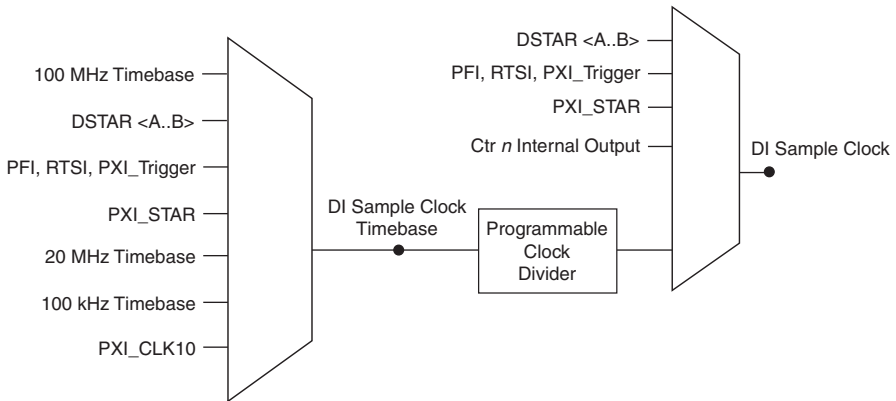 100 MHz Timebase
DSTAR <A..B>
PFI, RTSI, PXI_Trigger
PXI_STAR
20 MHz Timebase
100 kHz Timebase
PXI_CLK10
DI Sample Clock
Timebase
Programmable
Clock
Divider
DSTAR <A..B>
PFI, RTSI, PXI_Trigger
PXI_STAR
Ctr n Internal Output
DI Sample Clock